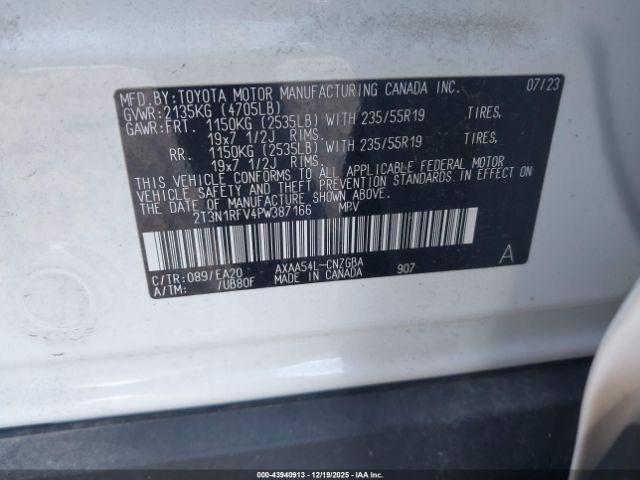 MFD.BY:TOYOTA MOTOR MANUFACTURING CANADA INC. 07/23
GVWR:2135KG (4705LB)
GAWR:FRT. 1150KG (2535LB) WITH 235/55R19 TIRES,
19x7 1/2J RIMS.
RR. 1150KG (2535LB) WITH 235/55R19 TIRES,
19x7 1/2J RIMS.
THIS VEHICLE CONFORMS TO ALL APPLICABLE FEDERAL MOTOR
VEHICLE SAFETY AND THEFT PREVENTION STANDARDS IN EFFECT ON
THE DATE OF MANUFACTURE SHOWN ABOVE.
2T3N1RFV4PW387166 MPV
C/TR:089/EA20 AXAA54L-CNZGBA 907 A
A/TM: /UB80F MADE IN CANADA
000-43940913 | 12/19/2025 - IAAI.COM